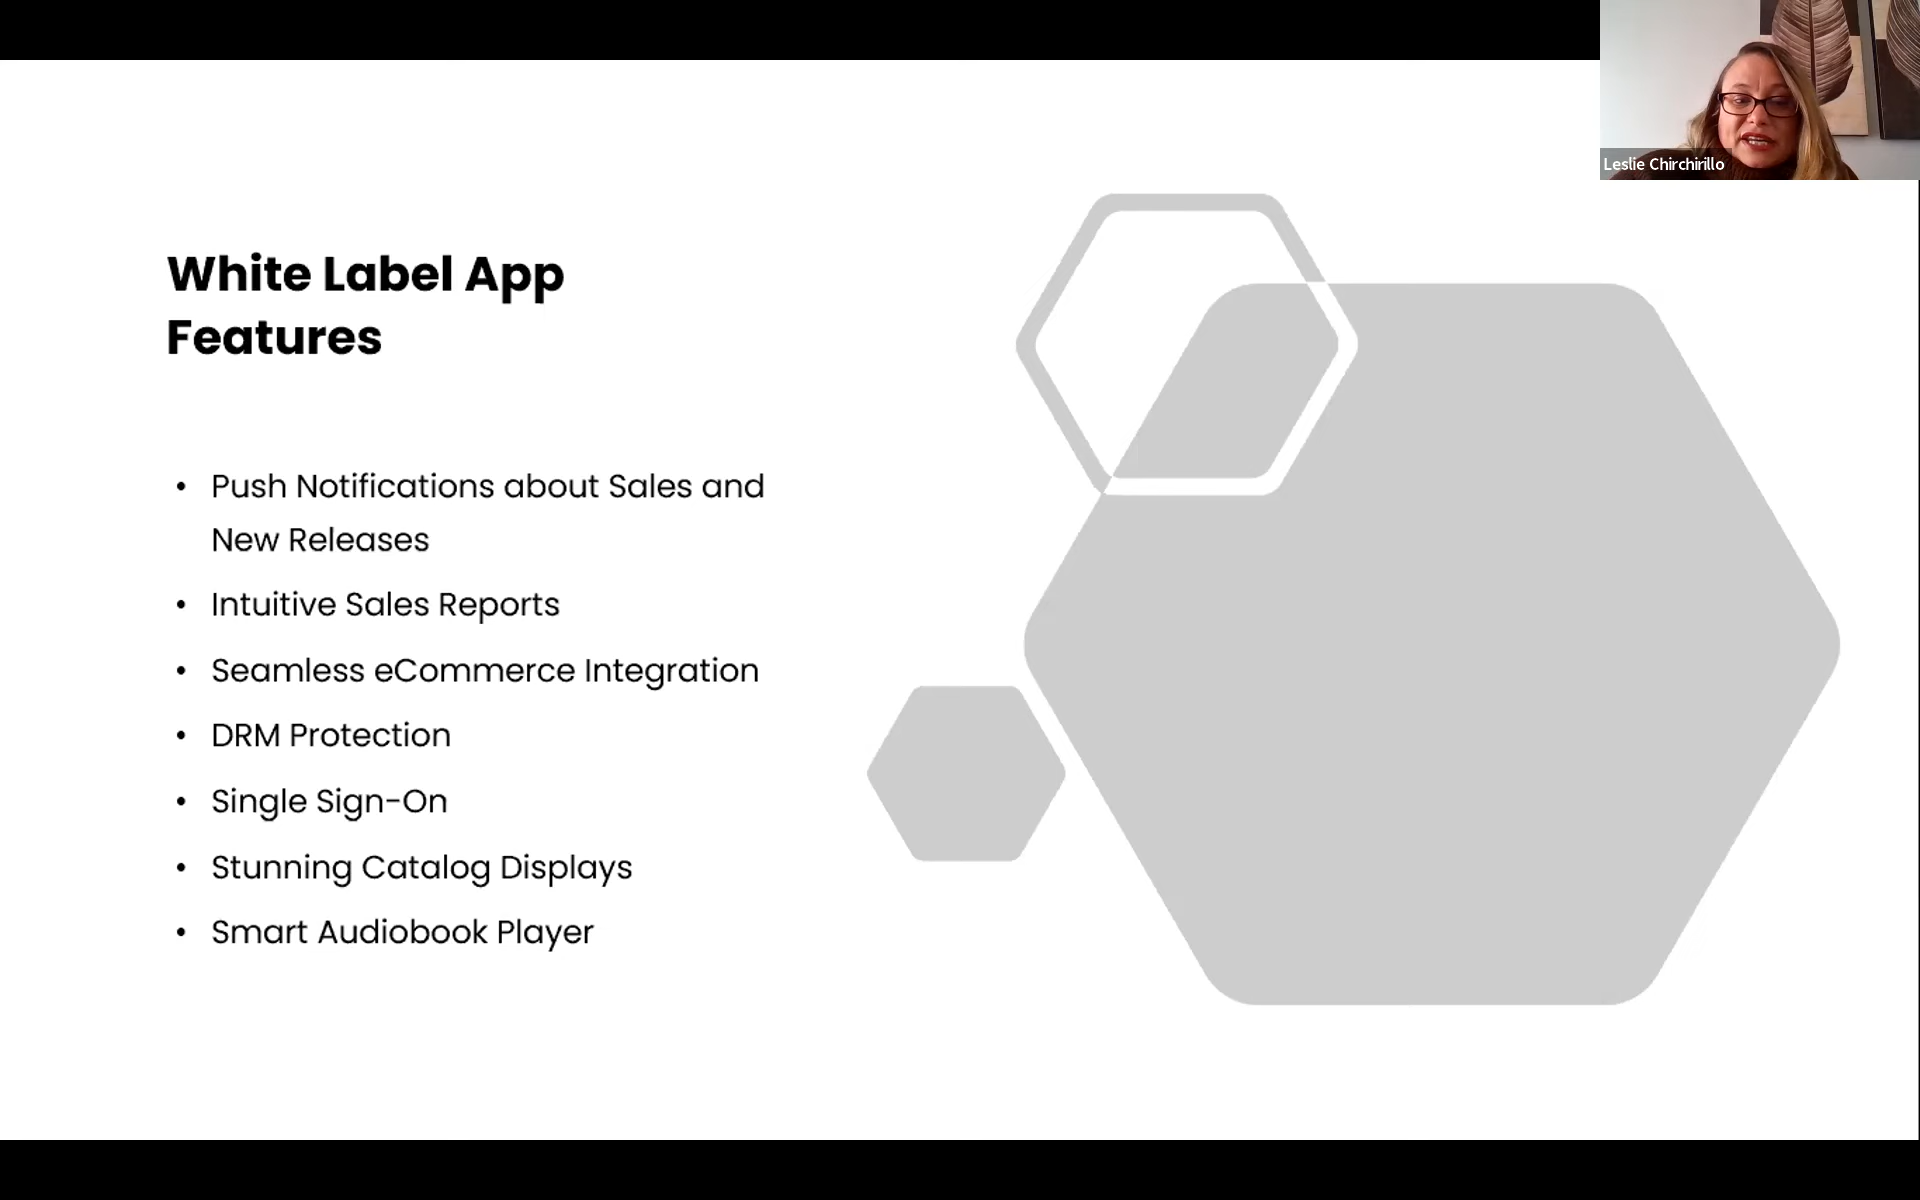 Leslie Chirchirillo
White Label App
Features
• Push Notifications about Sales and
New Releases
• Intuitive Sales Reports
• Seamless eCommerce Integration
• DRM Protection
• Single Sign-On
• Stunning Catalog Displays
• Smart Audiobook Player